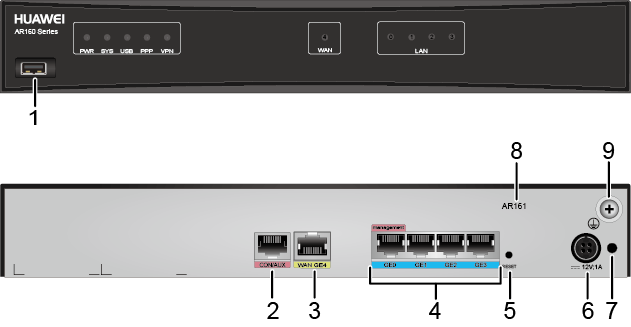 HUAWEI
AR160 Series
PWR SYS USB PPP VPN
4
WAN
0 1 2 3
LAN
1
8
9
AR161
Management
CON/AUX
WAN GE4
GE0 GE1 GE2 GE3
RESET
12V;1A
2
3
4
5
6
7